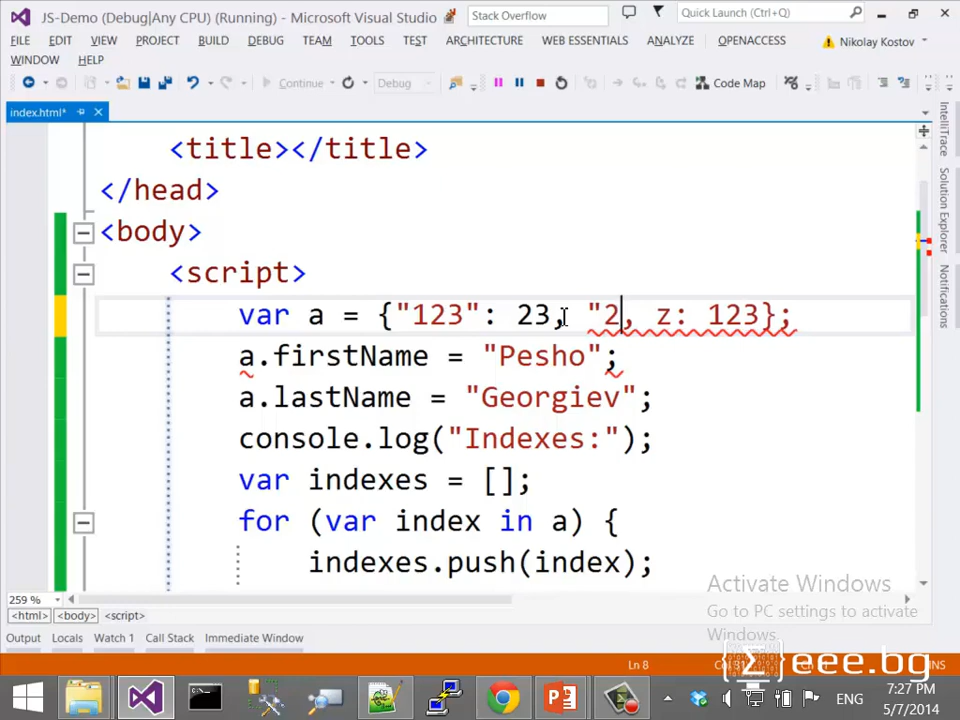 JS-Demo (Debug|Any CPU) (Running) - Microsoft Visual Studio
Stack Overflow
Quick Launch (Ctrl+Q)
FILE EDIT VIEW PROJECT BUILD DEBUG TEAM TOOLS TEST ARCHITECTURE WEB ESSENTIALS ANALYZE OPENACCESS Nikolay Kostov
WINDOW HELP
Continue Debug Code Map
index.html*
<title></title>
</head>
<body>
<script>
var a = {"123": 23, "2, z: 123};
a.firstName = "Pesho";
a.lastName = "Georgiev";
console.log("Indexes:");
var indexes = [];
for (var index in a) {
indexes.push(index);
IntelliTrace
Solution Explorer
Notifications
Activate Windows
Go to PC settings to activate
Windows.
259 %
<html> <body> <script>
Output Locals Watch 1 Call Stack Immediate Window
Ln 8
{Σ}eee.bg
ENG
7:27 PM
5/7/2014